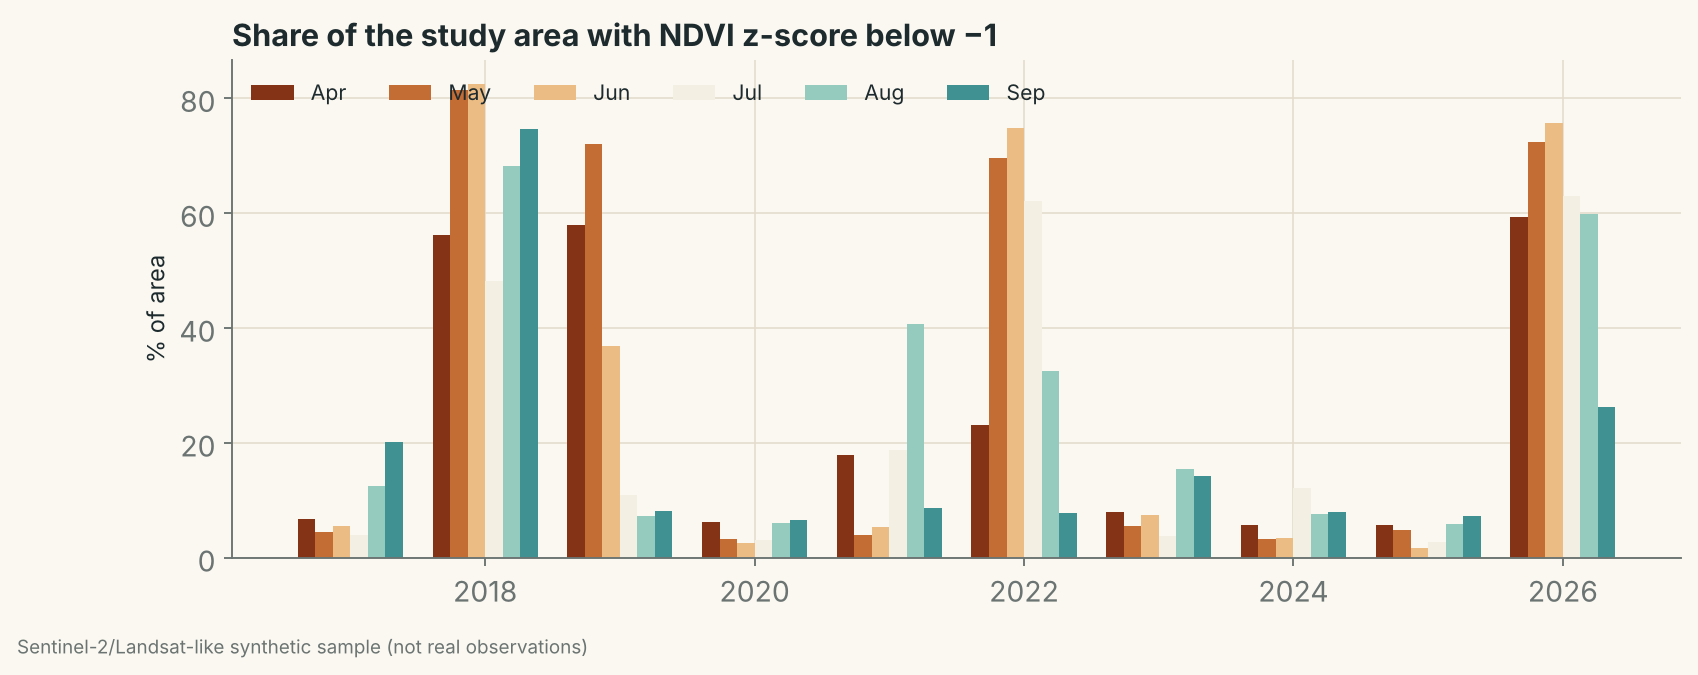 Share of the study area with NDVI z-score below −1
Apr May Jun Jul Aug Sep
80
60
40
20
0
% of area
2018 2020 2022 2024 2026
Sentinel-2/Landsat-like synthetic sample (not real observations)